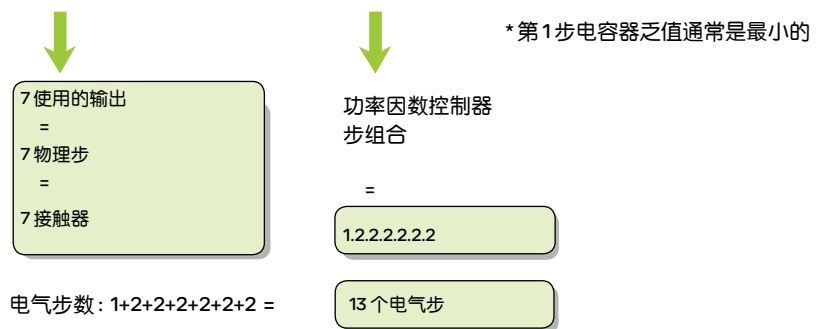 *第1步电容器乏值通常是最小的
7使用的输出
=
7物理步
=
7接触器
功率因数控制器
步组合
=
1.2.2.2.2.2.2
电气步数: 1+2+2+2+2+2+2 =
13个电气步